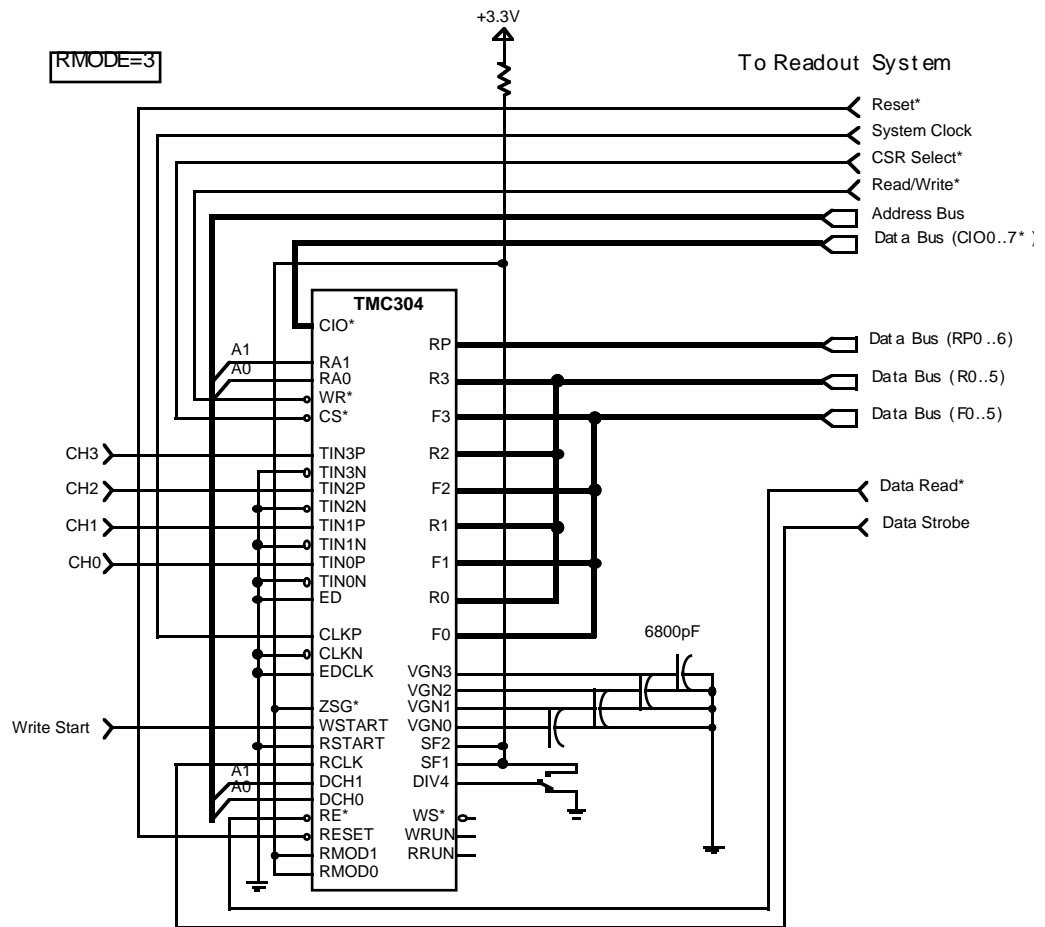 +3.3V
RMODE=3
To Readout System
Reset*
System Clock
CSR Select*
Read/Write*
Address Bus
Data Bus (CIO0..7* )
TMC304
CIO*
RP
Data Bus (RP0..6)
A1
RA1
A0
RA0
R3
Data Bus (R0..5)
WR*
CS*
F3
Data Bus (F0..5)
CH3
TIN3P
R2
TIN3N
CH2
TIN2P
F2
Data Read*
TIN2N
CH1
TIN1P
R1
Data Strobe
TIN1N
CH0
TIN0P
F1
TIN0N
ED
R0
CLKP
F0
6800pF
CLKN
EDCLK
VGN3
VGN2
ZSG*
VGN1
Write Start
WSTART
VGN0
RSTART
SF2
RCLK
SF1
A1
DCH1
DIV4
A0
DCH0
RE*
WS*
RESET
WRUN
RMOD1
RRUN
RMOD0